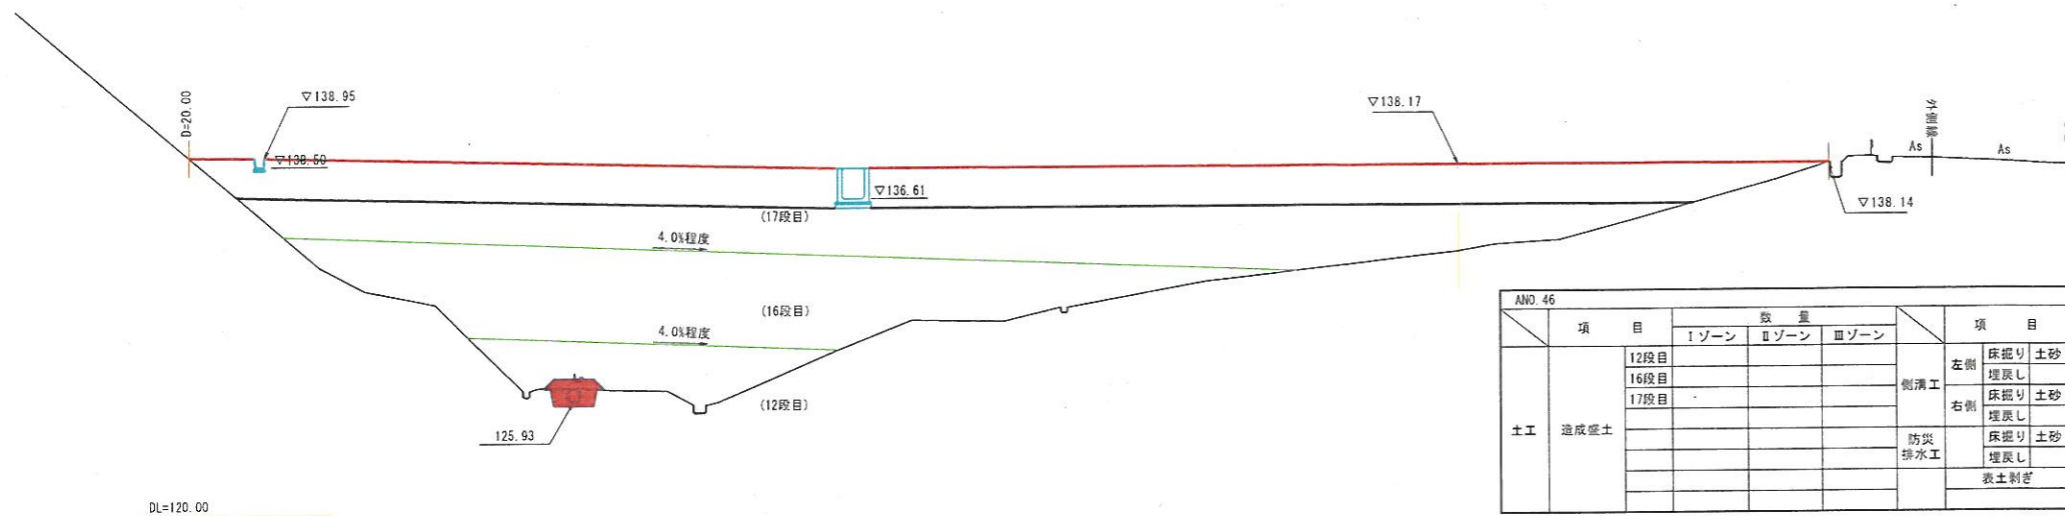 D=20.00
▽138.95
▽138.50
▽136.61
▽138.17
外側線
As
As
▽138.14
(17段目)
4.0%程度
(16段目)
4.0%程度
(12段目)
125.93
DL=120.00
ANO.46
項 目
数 量
項 目
Ⅰゾーン Ⅱゾーン Ⅲゾーン
土工
造成盛土
12段目
16段目
17段目
側溝工
左側
床掘り 土砂
埋戻し
右側
床掘り 土砂
埋戻し
防災
排水工
床掘り 土砂
埋戻し
表土剥ぎ